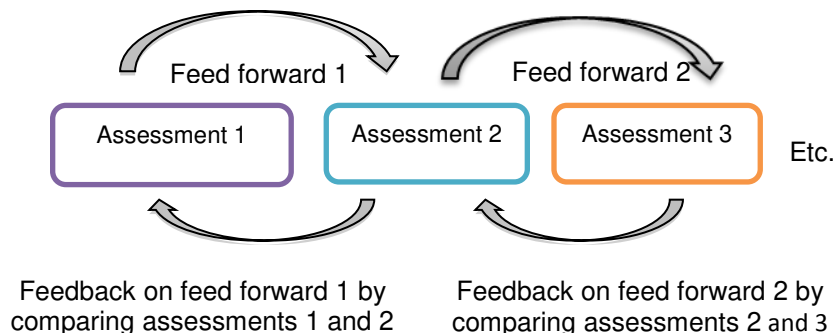 Feed forward 1
Feed forward 2
Assessment 1
Assessment 2
Assessment 3
Etc.
Feedback on feed forward 1 by
comparing assessments 1 and 2
Feedback on feed forward 2 by
comparing assessments 2 and 3